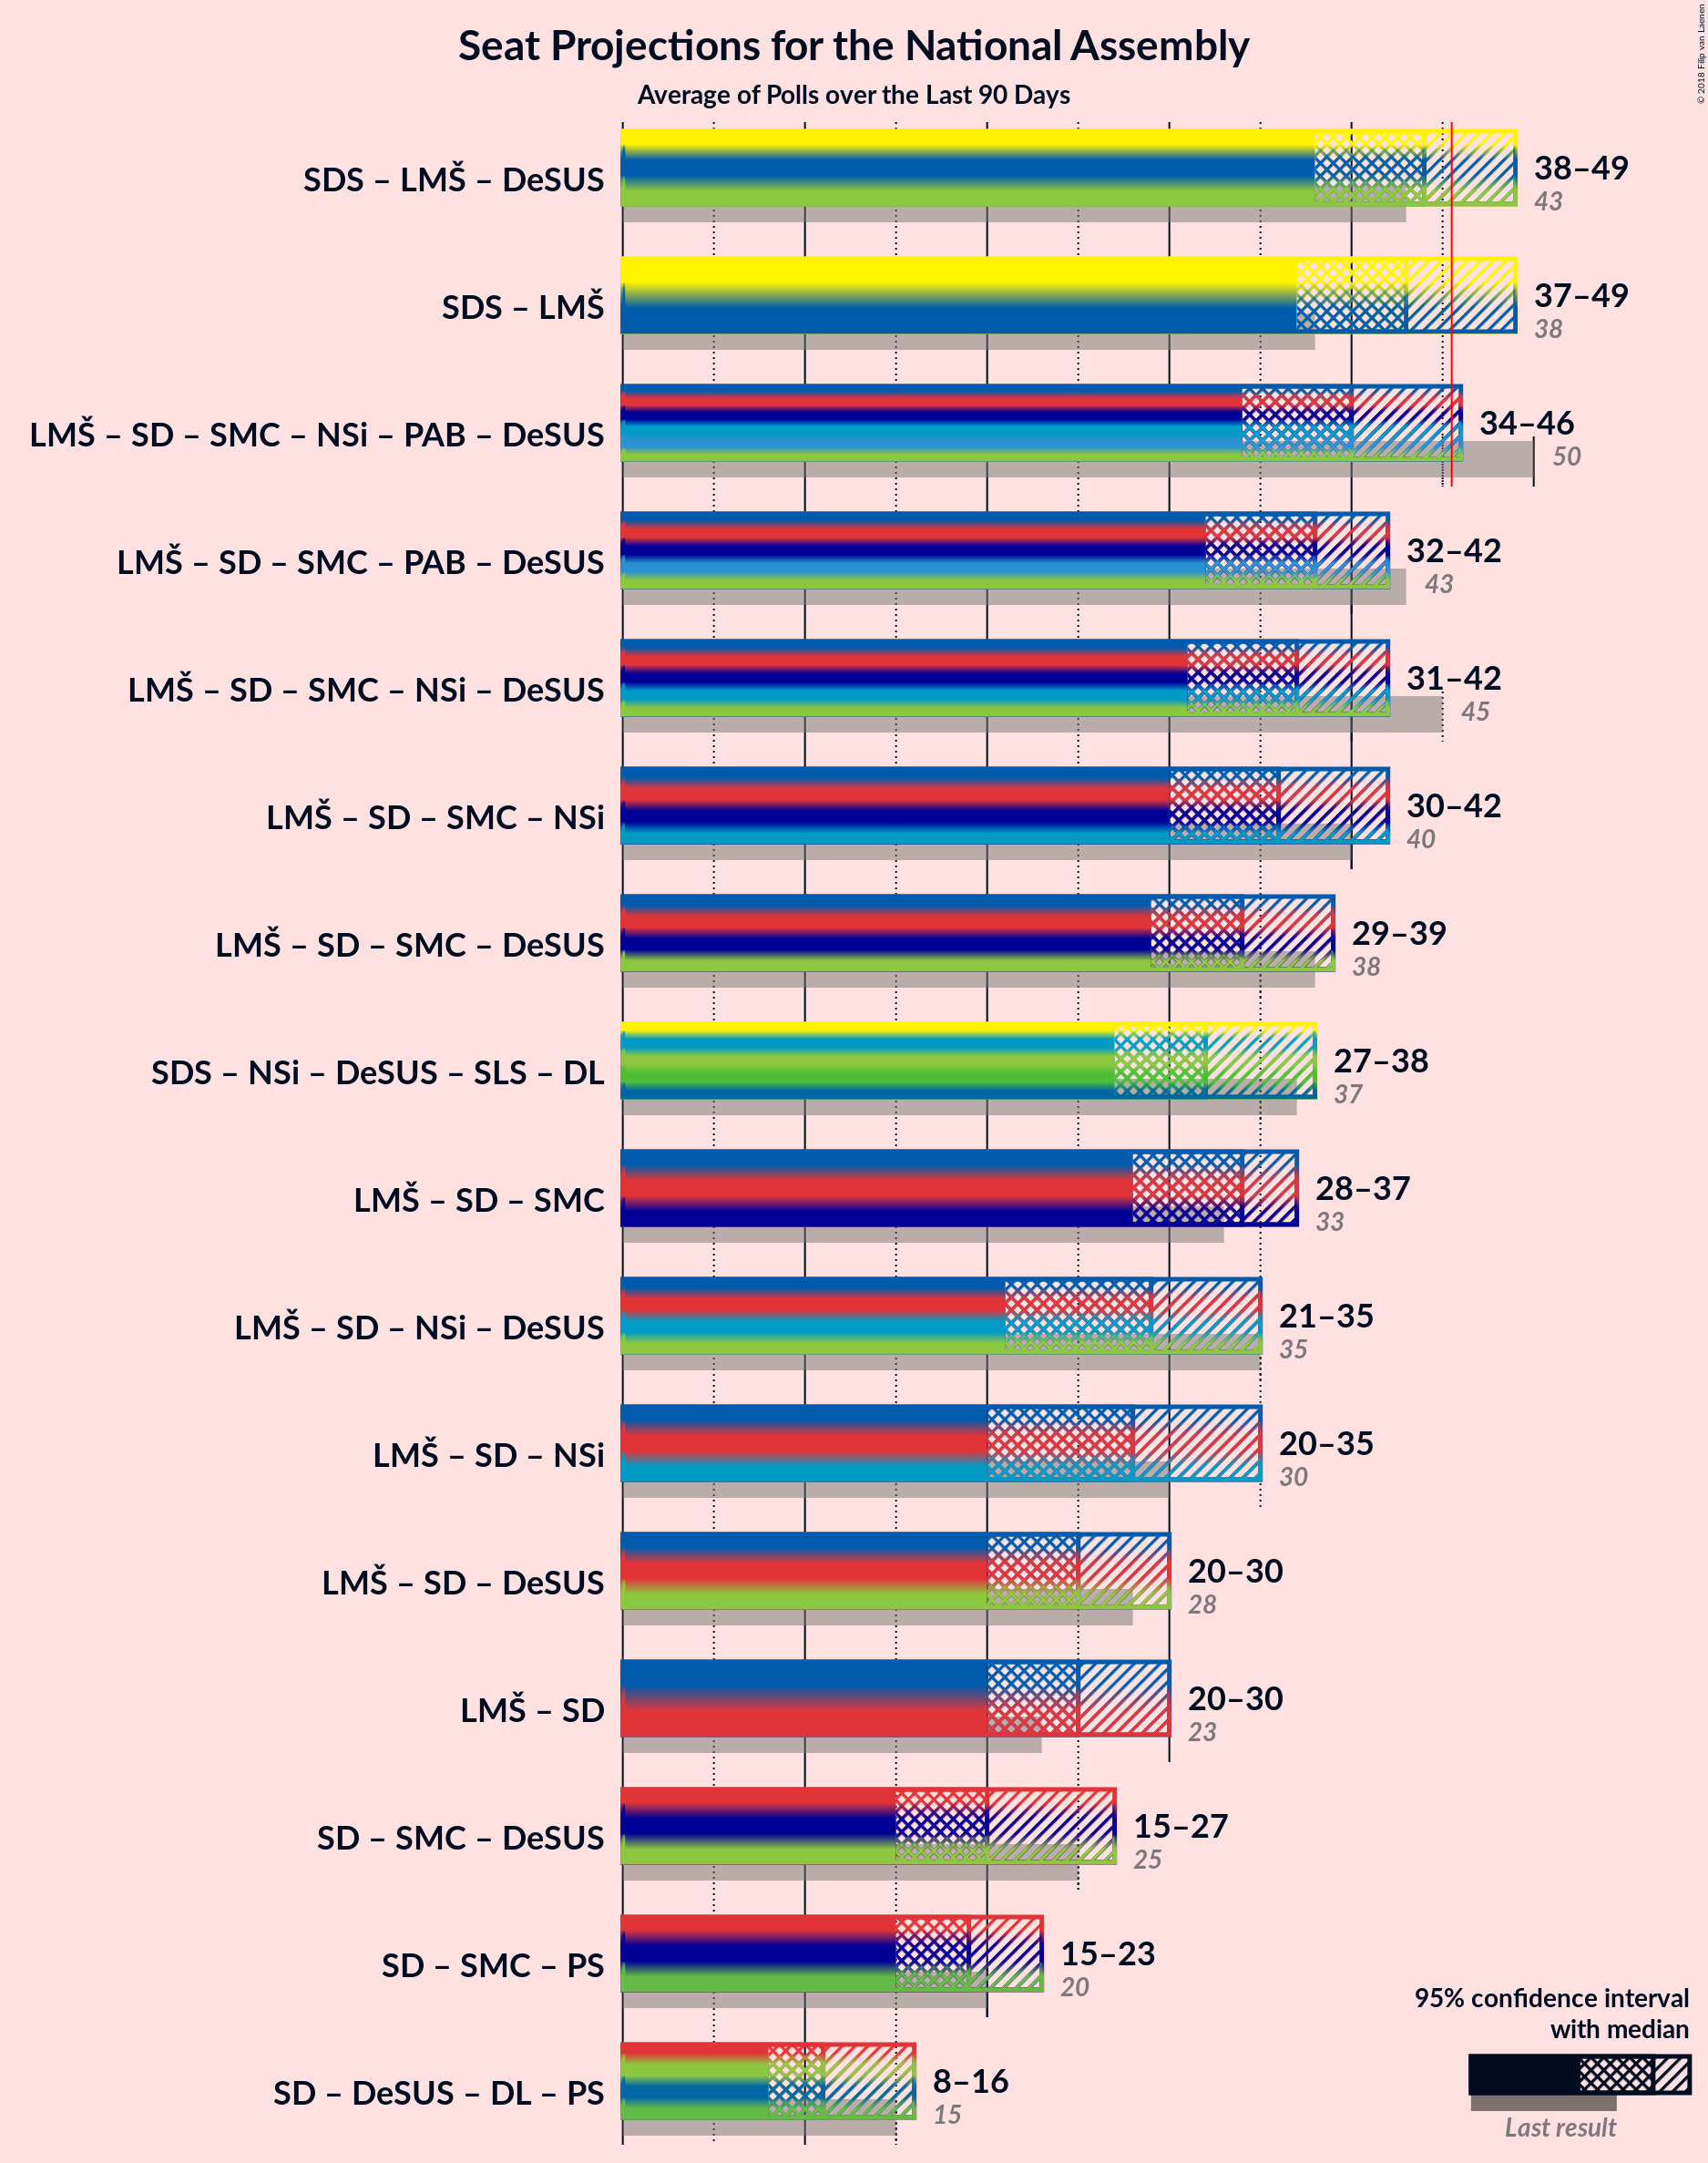 Seat Projections for the National Assembly
Average of Polls over the Last 90 Days
© 2018 Filip van Laenen
SDS – LMŠ – DeSUS
38–49
43
SDS – LMŠ
37–49
38
LMŠ – SD – SMC – NSi – PAB – DeSUS
34–46
50
LMŠ – SD – SMC – PAB – DeSUS
32–42
43
LMŠ – SD – SMC – NSi – DeSUS
31–42
45
LMŠ – SD – SMC – NSi
30–42
40
LMŠ – SD – SMC – DeSUS
29–39
38
SDS – NSi – DeSUS – SLS – DL
27–38
37
LMŠ – SD – SMC
28–37
33
LMŠ – SD – NSi – DeSUS
21–35
35
LMŠ – SD – NSi
20–35
30
LMŠ – SD – DeSUS
20–30
28
LMŠ – SD
20–30
23
SD – SMC – DeSUS
15–27
25
SD – SMC – PS
15–23
20
SD – DeSUS – DL – PS
8–16
15
95% confidence interval
with median
Last result